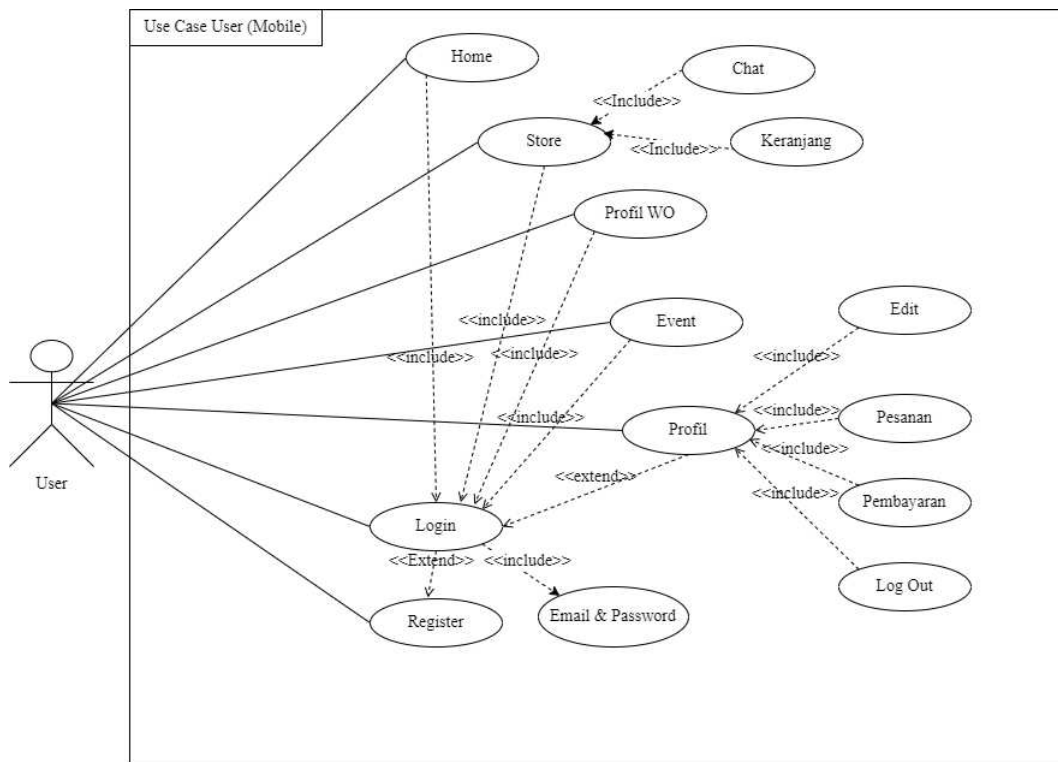 Use Case User (Mobile)
Home
Chat
<<Include>>
Store
<<Include>>
Keranjang
Profil WO
Edit
<<include>>
Event
<<include>>
<<include>>
<<include>>
<<include>>
Pesanan
<<include>>
<<include>>
Profil
<<include>>
User
<<extend>>
<<include>>
Pembayaran
Login
<<Extend>>
<<include>>
Log Out
Register
Email & Password